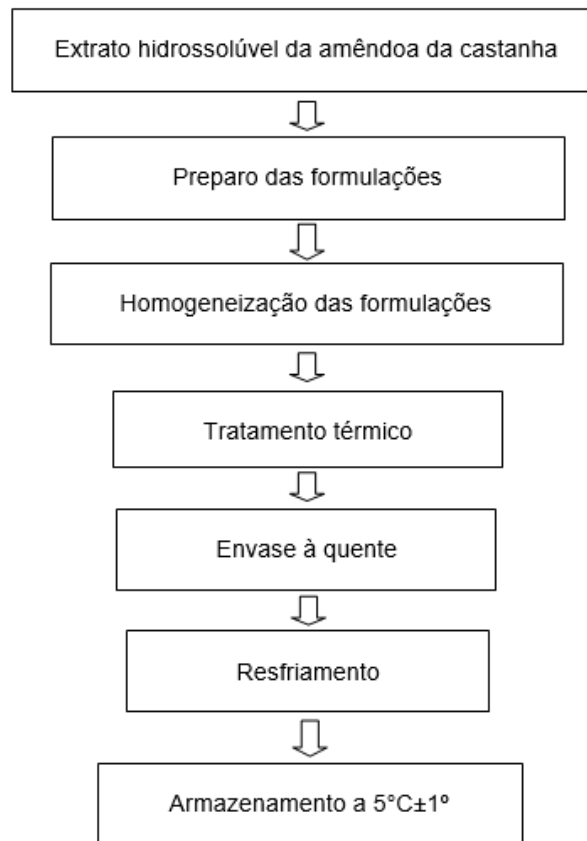 Extrato hidrossolúvel da amêndoa da castanha
Preparo das formulações
Homogeneização das formulações
Tratamento térmico
Envase à quente
Resfriamento
Armazenamento a 5°C±1º